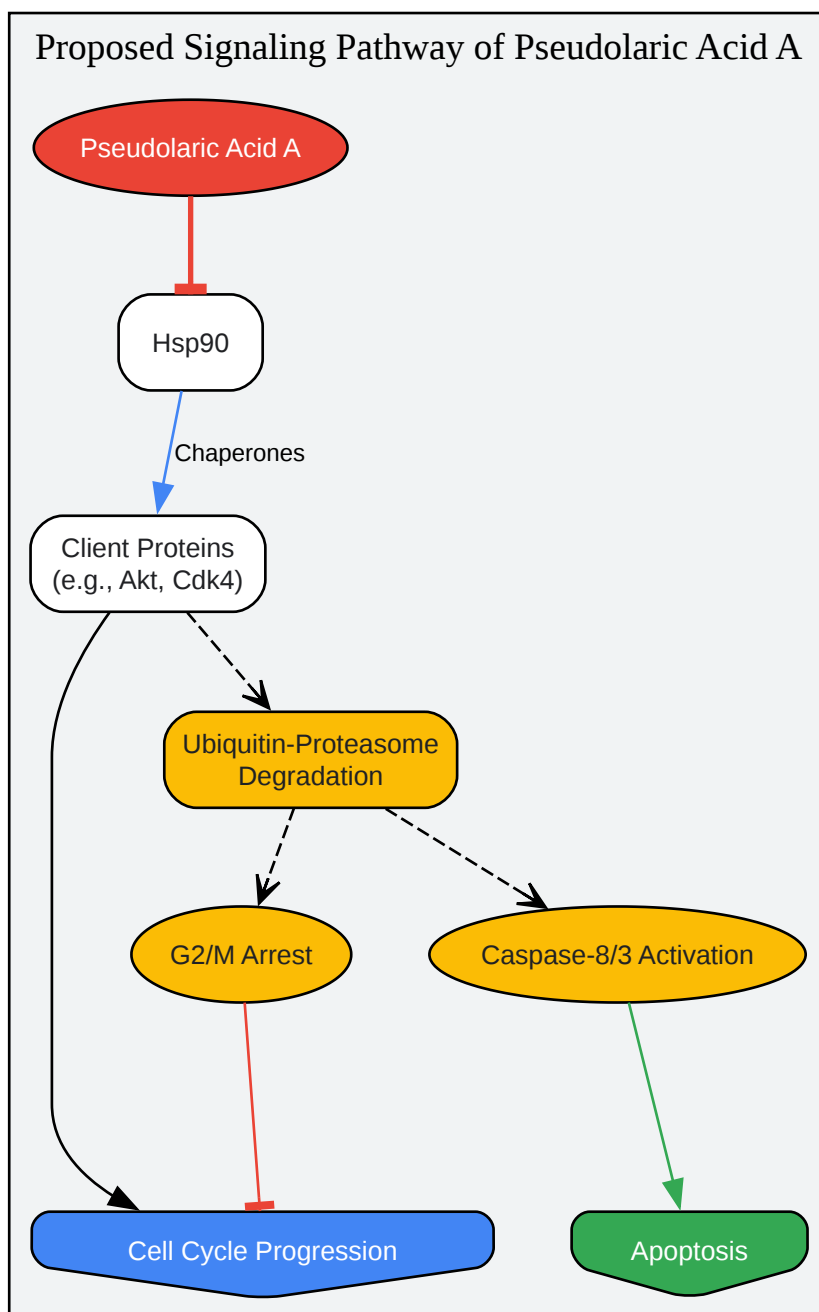 Proposed Signaling Pathway of Pseudolaric Acid A
Pseudolaric Acid A
Hsp90
Chaperones
Client Proteins
(e.g., Akt, Cdk4)
Ubiquitin-Proteasome
Degradation
G2/M Arrest
Caspase-8/3 Activation
Cell Cycle Progression
Apoptosis